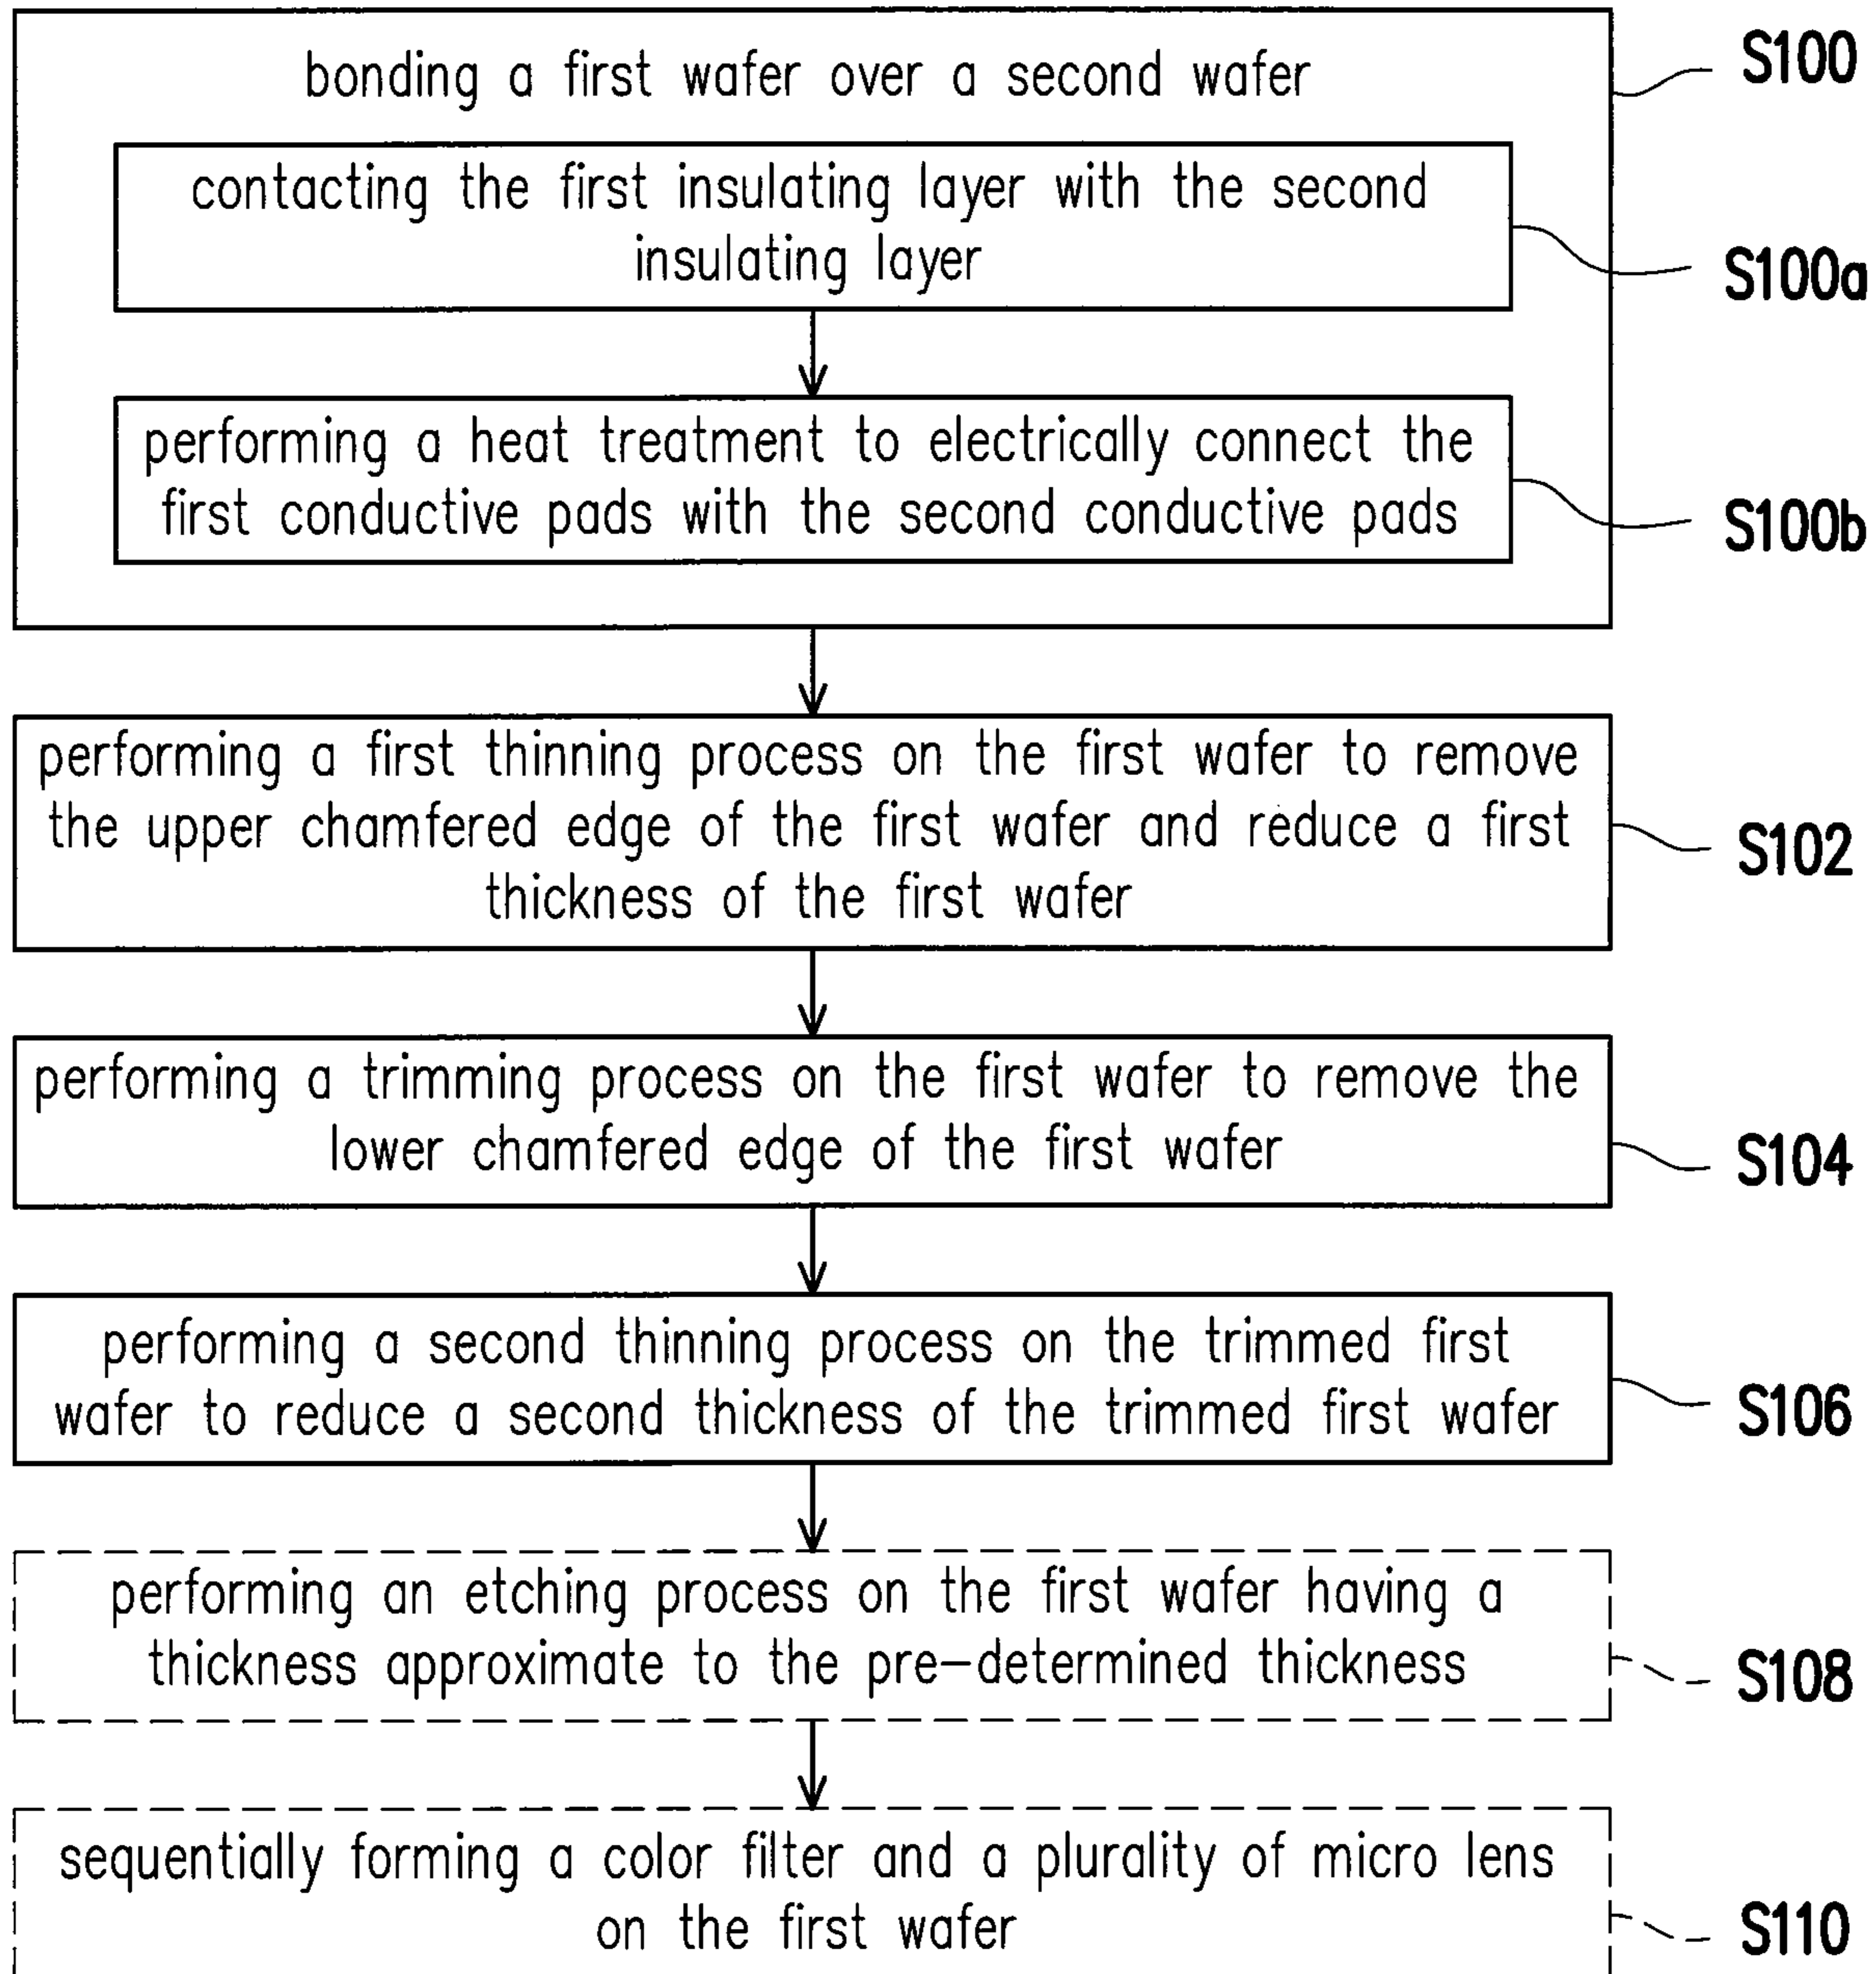 bonding a first wafer over a second wafer
S100
contacting the first insulating layer with the second
insulating layer
S100a
performing a heat treatment to electrically connect the
first conductive pads with the second conductive pads
S100b
performing a first thinning process on the first wafer to remove
the upper chamfered edge of the first wafer and reduce a first
thickness of the first wafer
S102
performing a trimming process on the first wafer to remove the
lower chamfered edge of the first wafer
S104
performing a second thinning process on the trimmed first
wafer to reduce a second thickness of the trimmed first wafer
S106
performing an etching process on the first wafer having a
thickness approximate to the pre-determined thickness
S108
sequentially forming a color filter and a plurality of micro lens
on the first wafer
S110